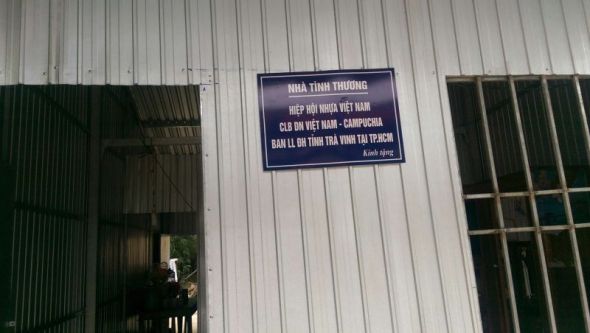 NHÀ TÌNH THƯƠNG
HIỆP HỘI NHỰA VIỆT NAM
CLB DN VIỆT NAM - CAMPUCHIA
BAN LL ĐH TỈNH TRÀ VINH TẠI TP.HCM
Kính tặng